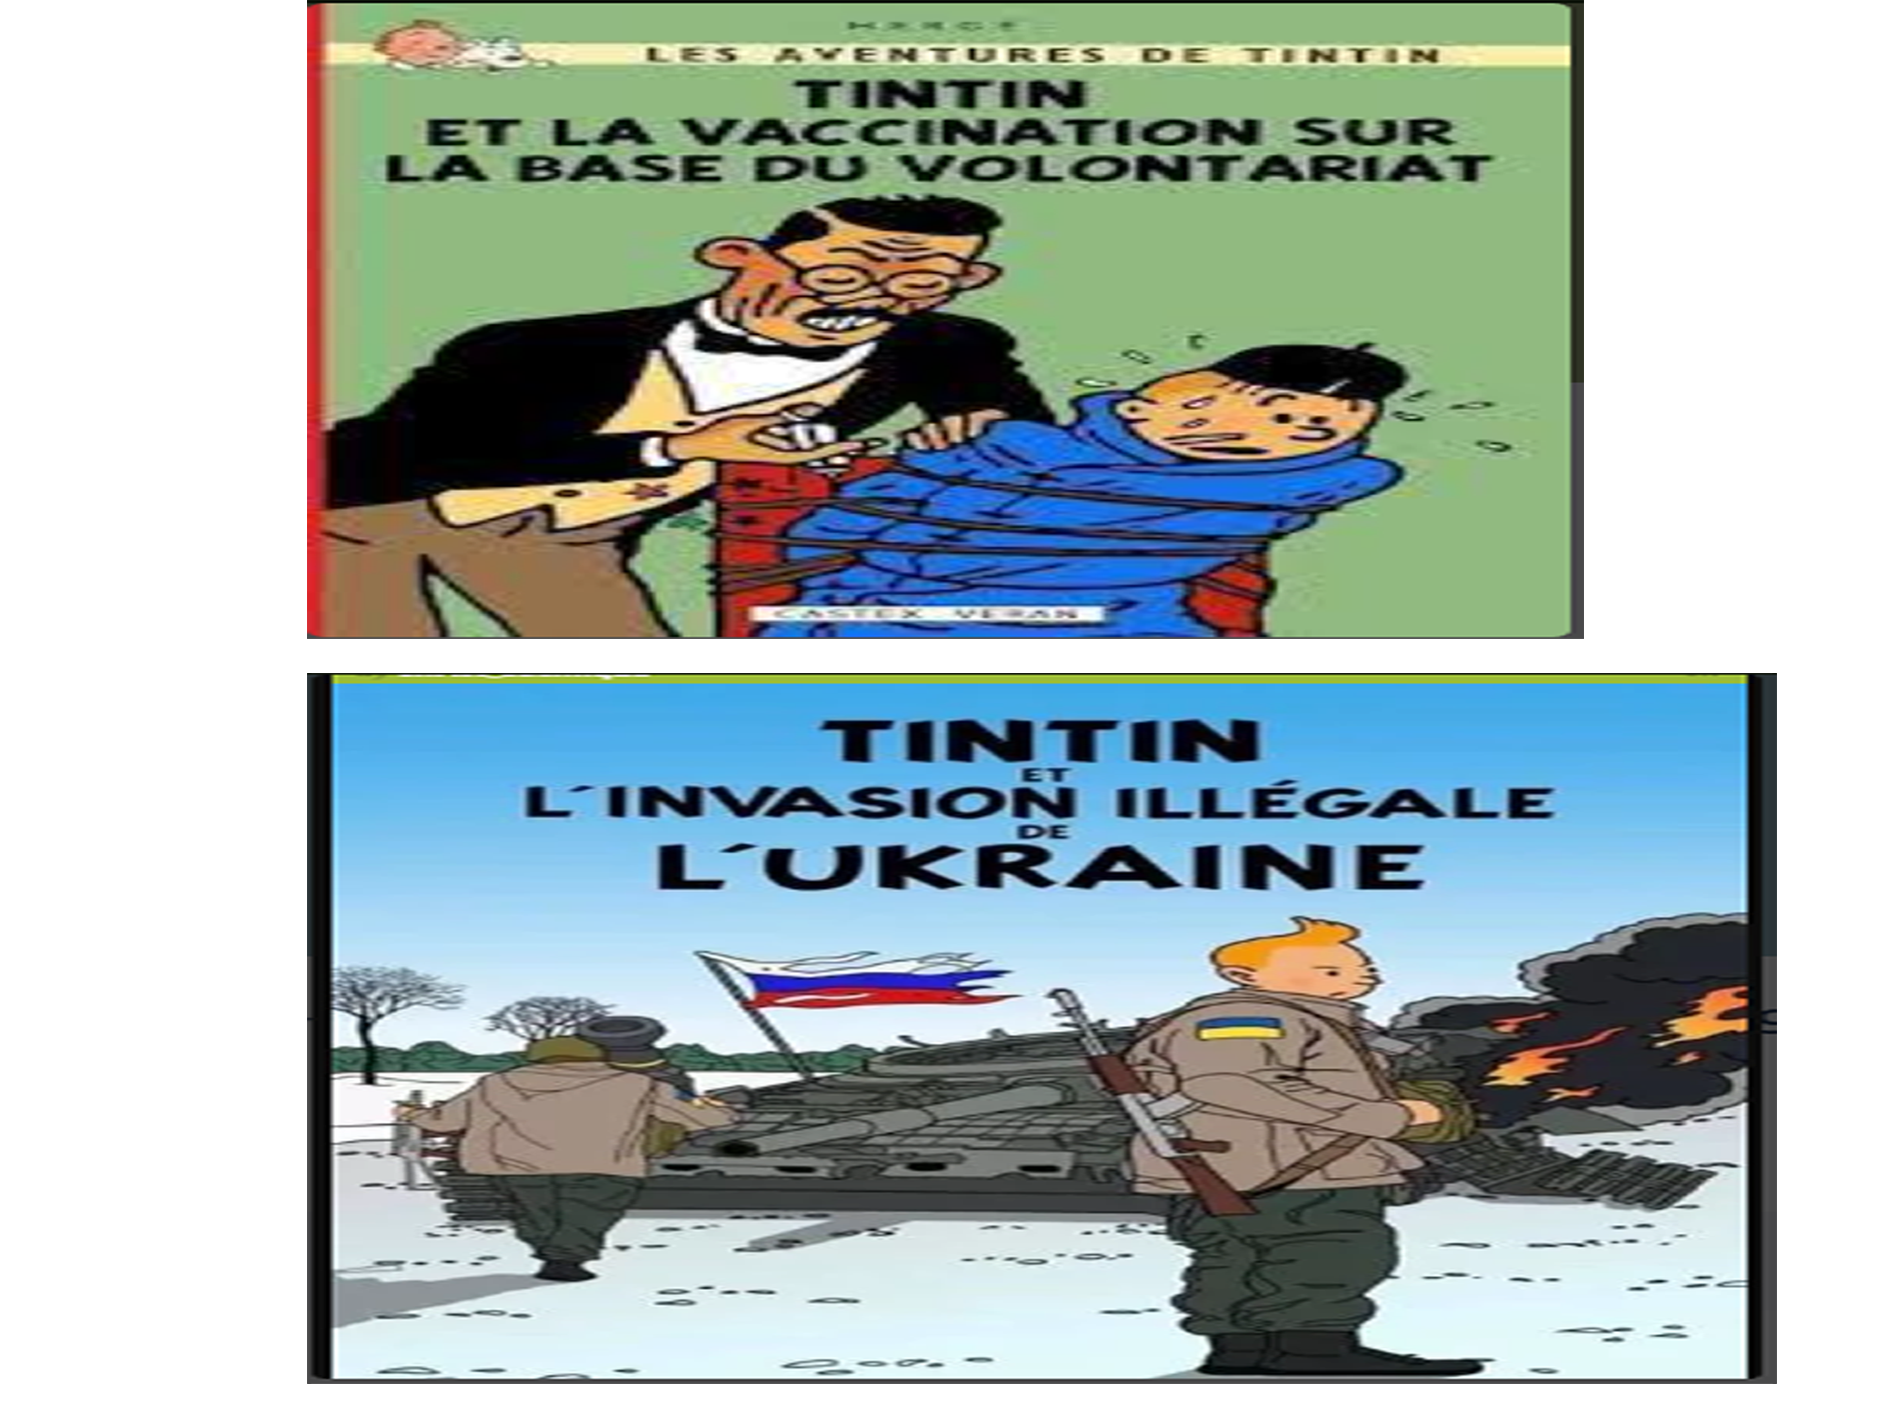 HERGÉ
LES AVENTURES DE TINTIN
TINTIN
ET LA VACCINATION SUR
LA BASE DU VOLONTARIAT
CASTEX VERAN
TINTIN
ET
L'INVASION ILLÉGALE
DE
L'UKRAINE